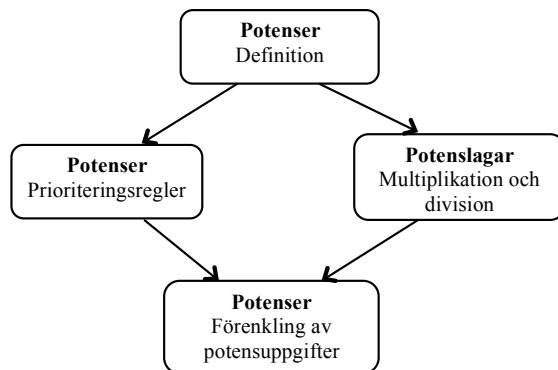 Potenser
Definition
Potenser
Prioriteringsregler
Potenslagar
Multiplikation och
division
Potenser
Förenkling av
potensuppgifter